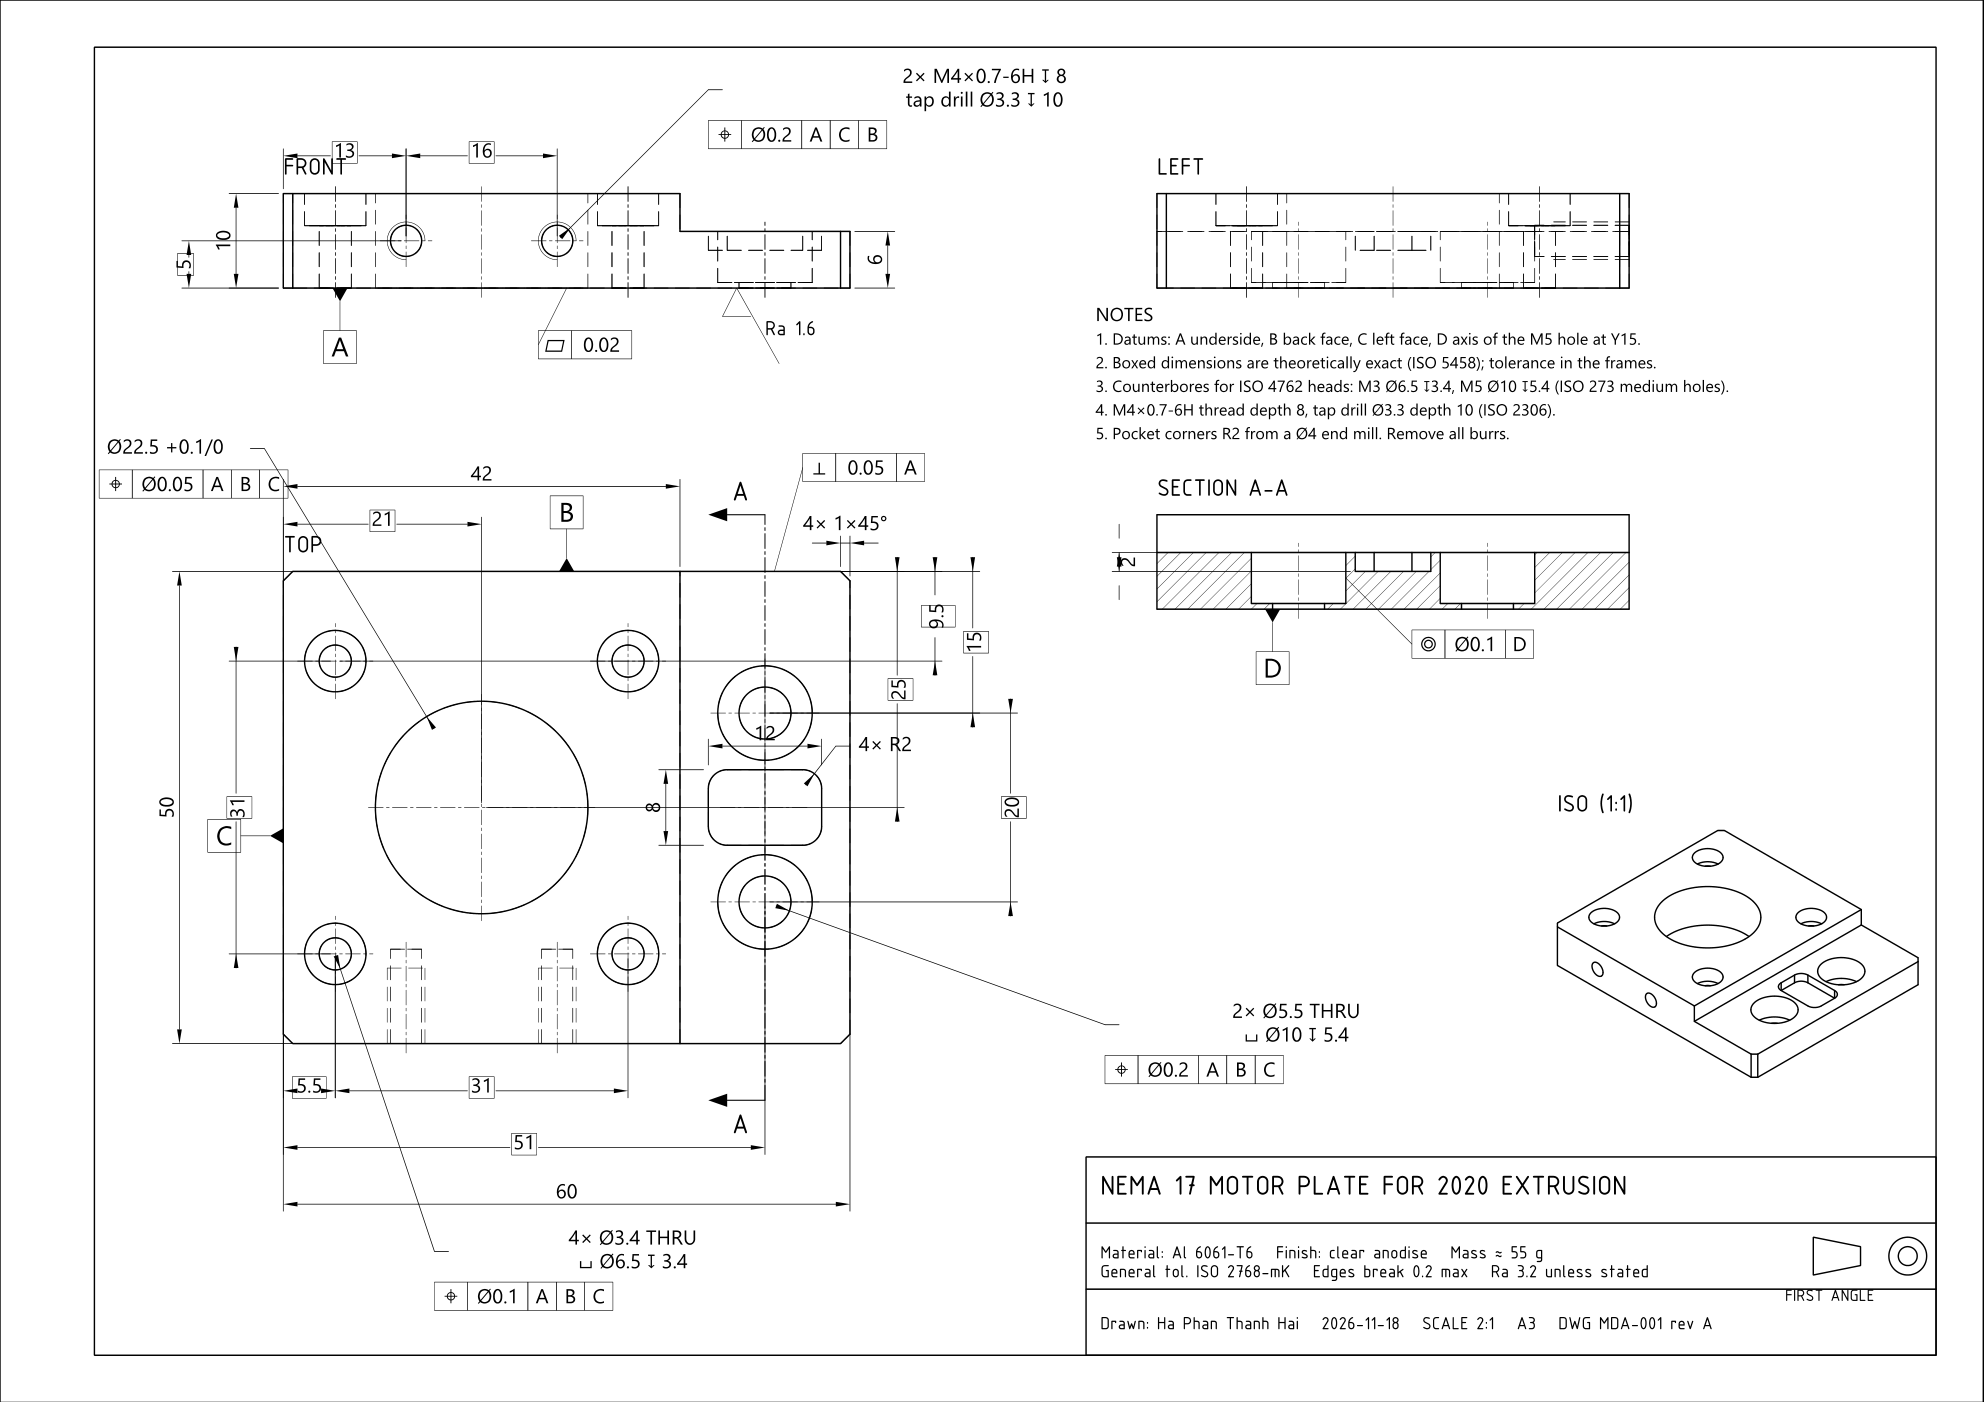 2× M4×0.7-6H ↧ 8
tap drill Ø3.3 ↧ 10
⌖ Ø0.2 A C B
13
16
FRONT
10
5
6
A
▱ 0.02
Ra 1.6
LEFT
NOTES
1. Datums: A underside, B back face, C left face, D axis of the M5 hole at Y15.
2. Boxed dimensions are theoretically exact (ISO 5458); tolerance in the frames.
3. Counterbores for ISO 4762 heads: M3 Ø6.5 ↧3.4, M5 Ø10 ↧5.4 (ISO 273 medium holes).
4. M4×0.7-6H thread depth 8, tap drill Ø3.3 depth 10 (ISO 2306).
5. Pocket corners R2 from a Ø4 end mill. Remove all burrs.
Ø22.5 +0.1/0
⌖ Ø0.05 A B C
42
21
B
TOP
A
⊥ 0.05 A
4× 1×45°
9.5
15
25
12
4× R2
8
20
50
31
C
5.5
31
A
51
60
4× Ø3.4 THRU
⌴ Ø6.5 ↧ 3.4
⌖ Ø0.1 A B C
2× Ø5.5 THRU
⌴ Ø10 ↧ 5.4
⌖ Ø0.2 A B C
SECTION A-A
2
D
◎ Ø0.1 D
ISO (1:1)
NEMA 17 MOTOR PLATE FOR 2020 EXTRUSION
Material: Al 6061-T6 Finish: clear anodise Mass ≈ 55 g
General tol. ISO 2768-mK Edges break 0.2 max Ra 3.2 unless stated
FIRST ANGLE
Drawn: Ha Phan Thanh Hai 2026-11-18 SCALE 2:1 A3 DWG MDA-001 rev A